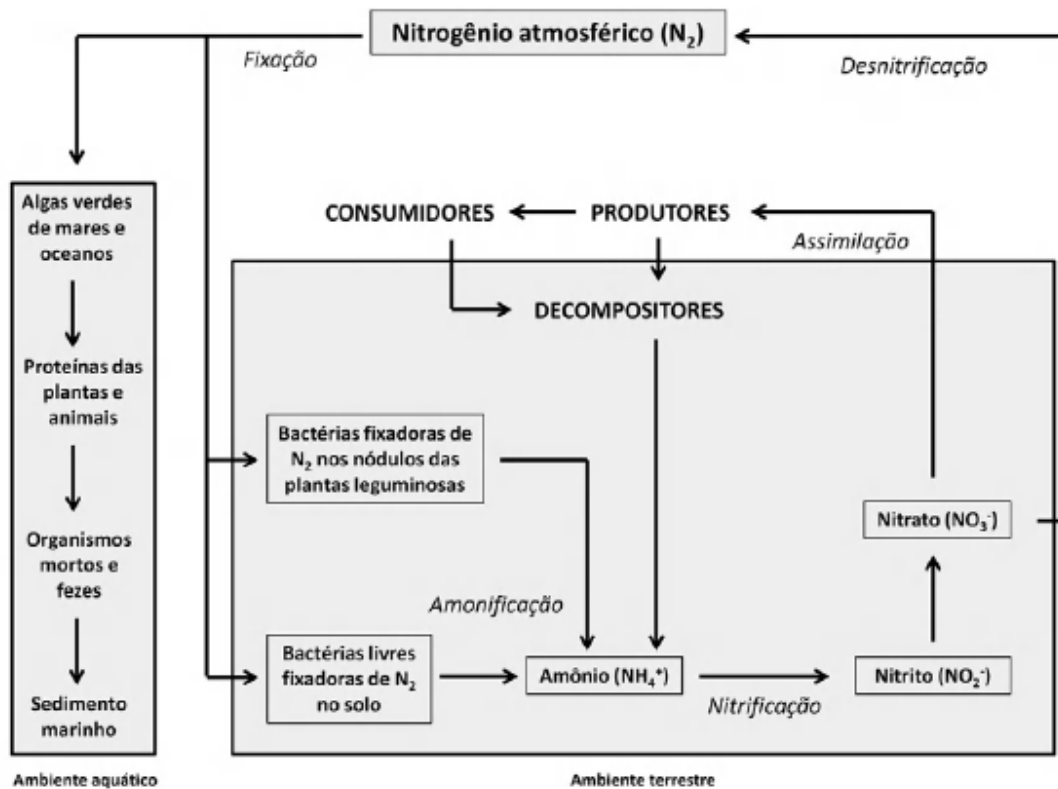 Nitrogênio atmosférico (N₂)
Fixação
Desnitrificação
Algas verdes
de mares e
oceanos
Proteínas das
plantas e
animais
Organismos
mortos e
fezes
Sedimento
marinho
Ambiente aquático
CONSUMIDORES
PRODUTORES
Assimilação
DECOMPOSITORES
Bactérias fixadoras de
N₂ nos nódulos das
plantas leguminosas
Nitrato (NO₃⁻)
Amonificação
Bactérias livres
fixadoras de N₂
no solo
Amônio (NH₄⁺)
Nitrificação
Nitrito (NO₂⁻)
Ambiente terrestre